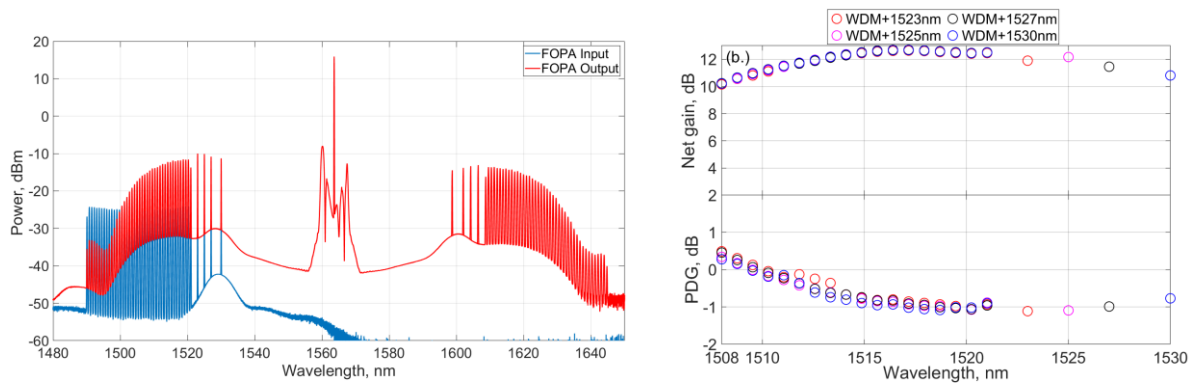 20
10
0
-10
-20
-30
-40
-50
-60
Power, dBm
FOPA Input
FOPA Output
1480 1500 1520 1540 1560 1580 1600 1620 1640
Wavelength, nm
WDM+1523nm WDM+1527nm
WDM+1525nm WDM+1530nm
(b.)
12
10
8
6
4
2
Net gain, dB
1
0
-1
-2
PDG, dB
1508 1510 1515 1520 1525 1530
Wavelength, nm